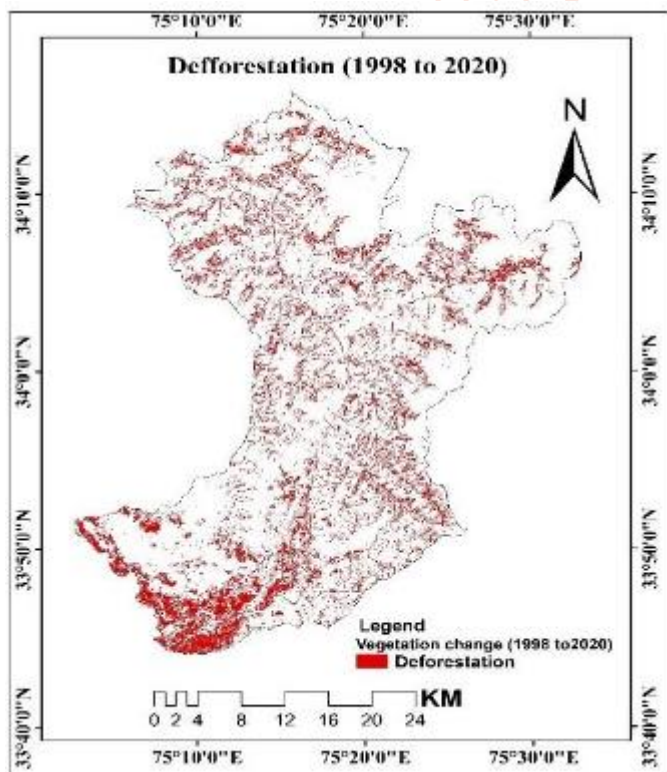 75°10'0"E 75°20'0"E 75°30'0"E
Defforestation (1998 to 2020)
N
34°10'0"N 34°10'0"N
34°0'0"N 34°0'0"N
33°50'0"N 33°50'0"N
Legend
Vegetation change (1998 to2020)
Deforestation
KM
0 2 4 8 12 16 20 24
33°40'0"N 33°40'0"N
75°10'0"E 75°20'0"E 75°30'0"E